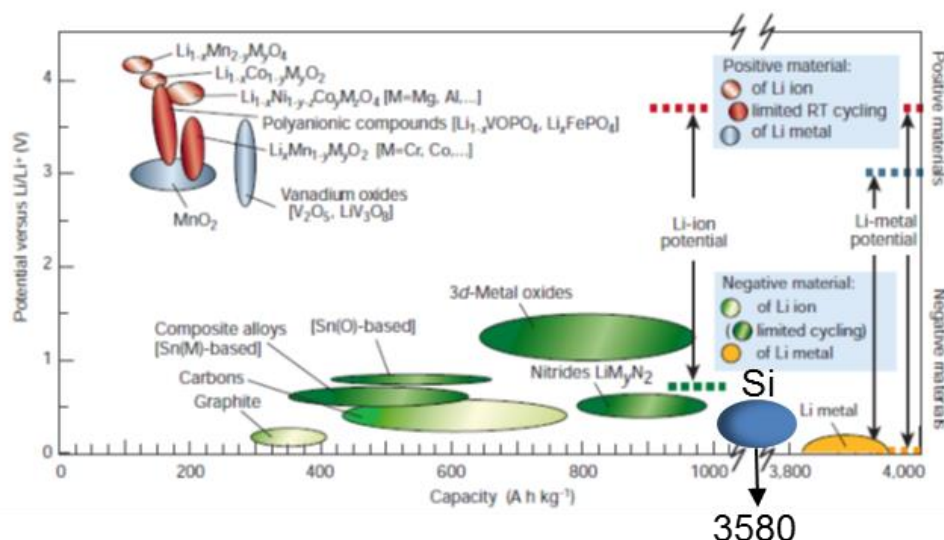 Li₁₋ₓMn₂₋yMyO₄
Li₁₋ₓCo₁₋yMyO₂
Li₁₋ₓNi₁₋y₋zCoyMzO₄ [M=Mg, Al,...]
Polyanionic compounds [Li₁₋ₓVOPO₄, LiₓFePO₄]
LiₓMn₁₋yMyO₂ [M=Cr, Co,...]
MnO₂
Vanadium oxides
[V₂O₅, LiV₃O₈]
Positive material:
of Li ion
limited RT cycling
of Li metal
Li-ion
potential
Li-metal
potential
Negative material:
of Li ion
( limited cycling)
of Li metal
3d-Metal oxides
[Sn(O)-based]
Composite alloys
[Sn(M)-based]
Carbons
Graphite
Nitrides LiMyN₂
Si
Li metal
Positive materials
Negative materials
Potential versus Li/Li⁺ (V)
4
3
2
1
0
0
200
400
600
800
1000
3,800
4,000
Capacity (A h kg⁻¹)
3580